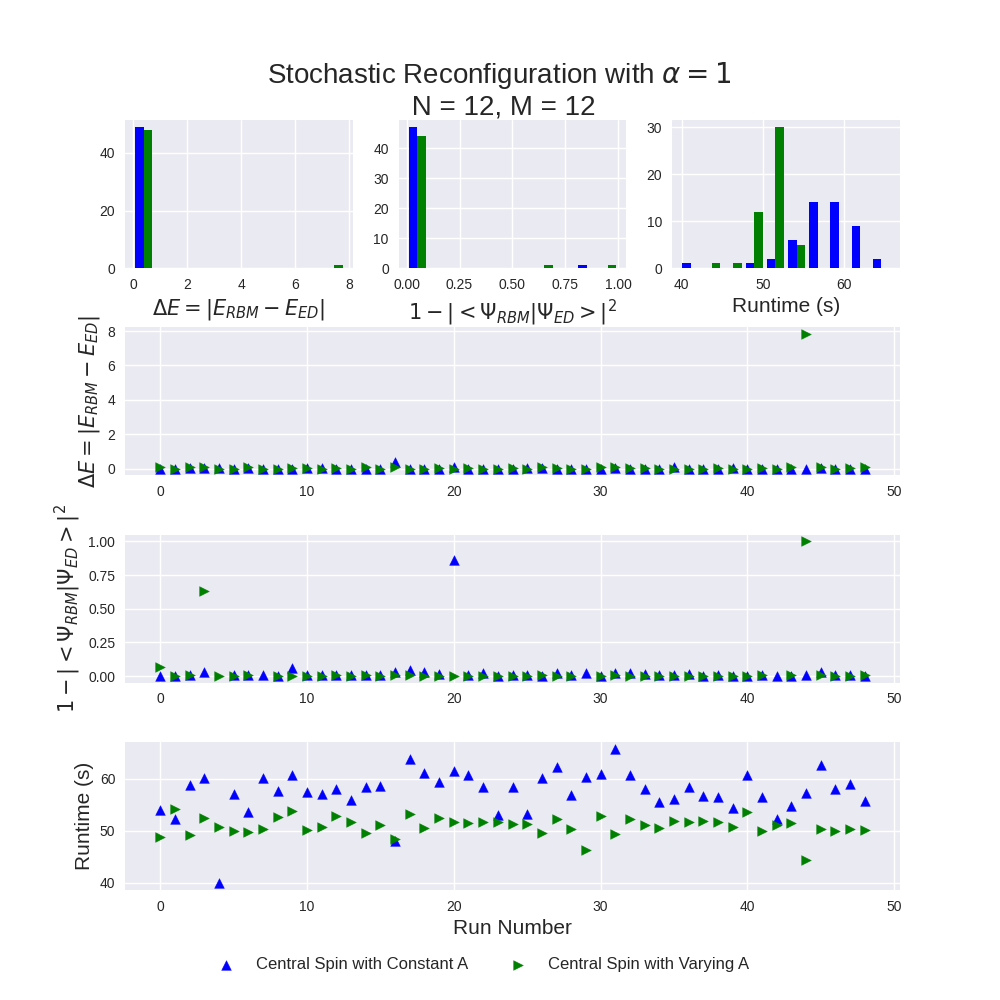 Stochastic Reconfiguration with α = 1
N = 12, M = 12
40
20
0
0 2 4 6 8
ΔE = |E_RBM − E_ED|
40
30
20
10
0
0.00 0.25 0.50 0.75 1.00
1 − | < Ψ_RBM|Ψ_ED > |²
30
20
10
0
40 50 60
Runtime (s)
ΔE = |E_RBM − E_ED|
8
6
4
2
0
0 10 20 30 40 50
1 − | < Ψ_RBM|Ψ_ED > |²
1.00
0.75
0.50
0.25
0.00
0 10 20 30 40 50
Runtime (s)
60
50
40
0 10 20 30 40 50
Run Number
Central Spin with Constant A
Central Spin with Varying A